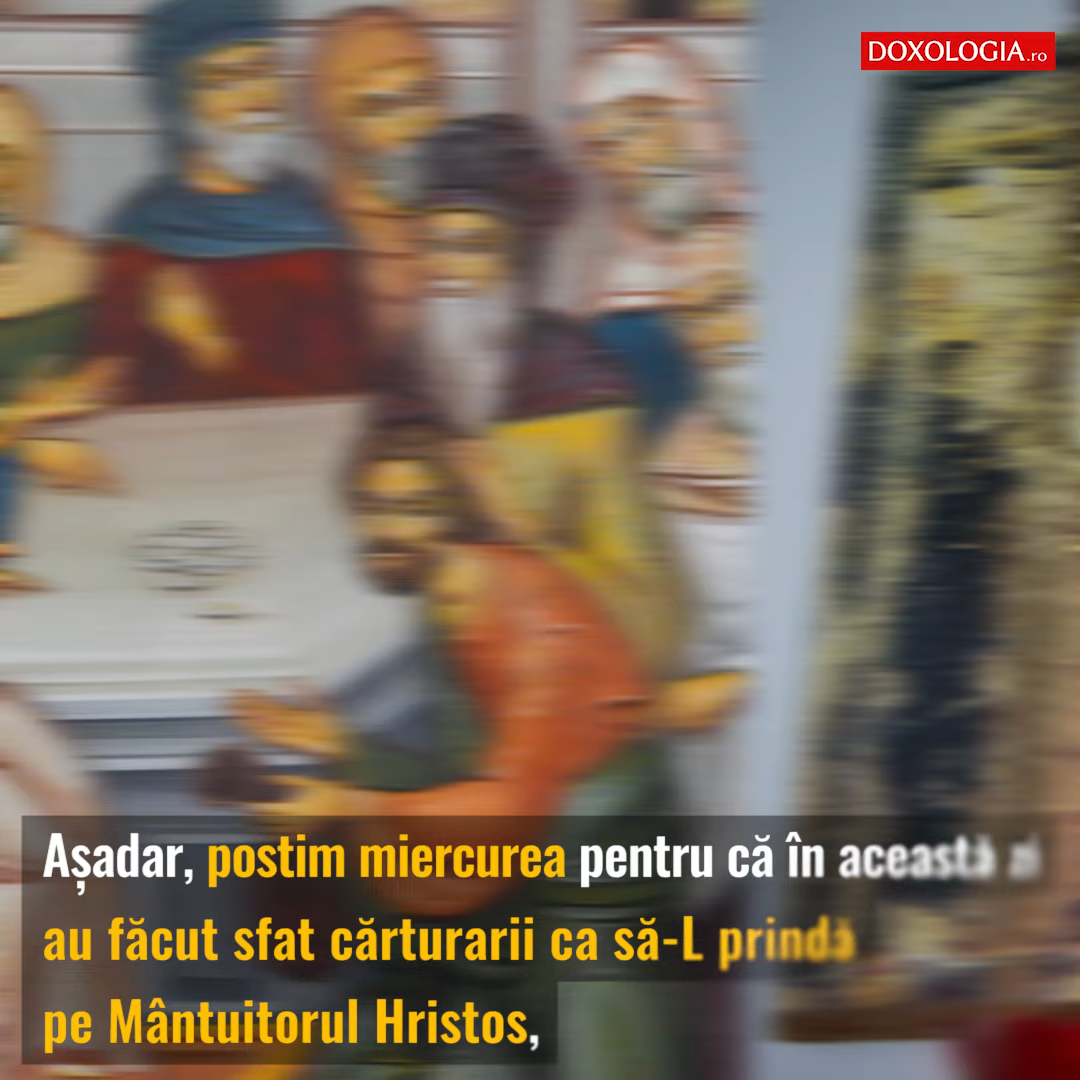 DOXOLOGIA.ro
Așadar, postim miercurea pentru că în această zi
au făcut sfat cărturarii ca să-L prindă
pe Mântuitorul Hristos,